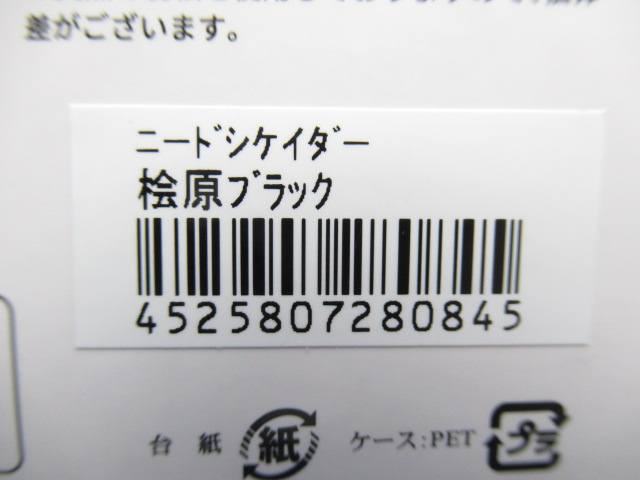 差がございます。
ﾆｰﾄﾞｼｹｲﾀﾞｰ
桧原ﾌﾞﾗｯｸ
4525807280845
台紙 紙 ケース:PET プラ